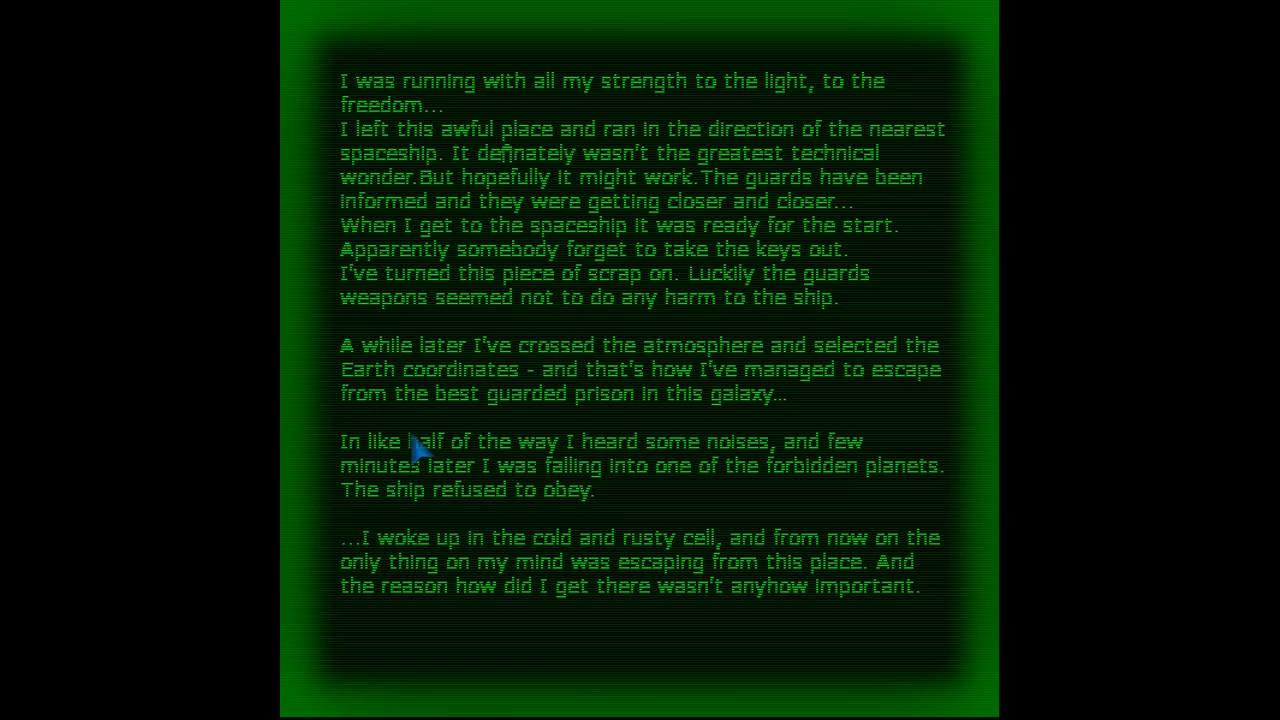 I was running with all my strength to the light, to the
freedom...
I left this awful place and ran in the direction of the nearest
spaceship. It definately wasn't the greatest technical
wonder.But hopefully it might work.The guards have been
informed and they were getting closer and closer...
When I get to the spaceship it was ready for the start.
Apparently somebody forget to take the keys out.
I've turned this piece of scrap on. Luckily the guards
weapons seemed not to do any harm to the ship.
A while later I've crossed the atmosphere and selected the
Earth coordinates - and that's how I've managed to escape
from the best guarded prison in this galaxy...
In like half of the way I heard some noises, and few
minutes later I was falling into one of the forbidden planets.
The ship refused to obey.
...I woke up in the cold and rusty cell, and from now on the
only thing on my mind was escaping from this place. And
the reason how did I get there wasn't anyhow important.